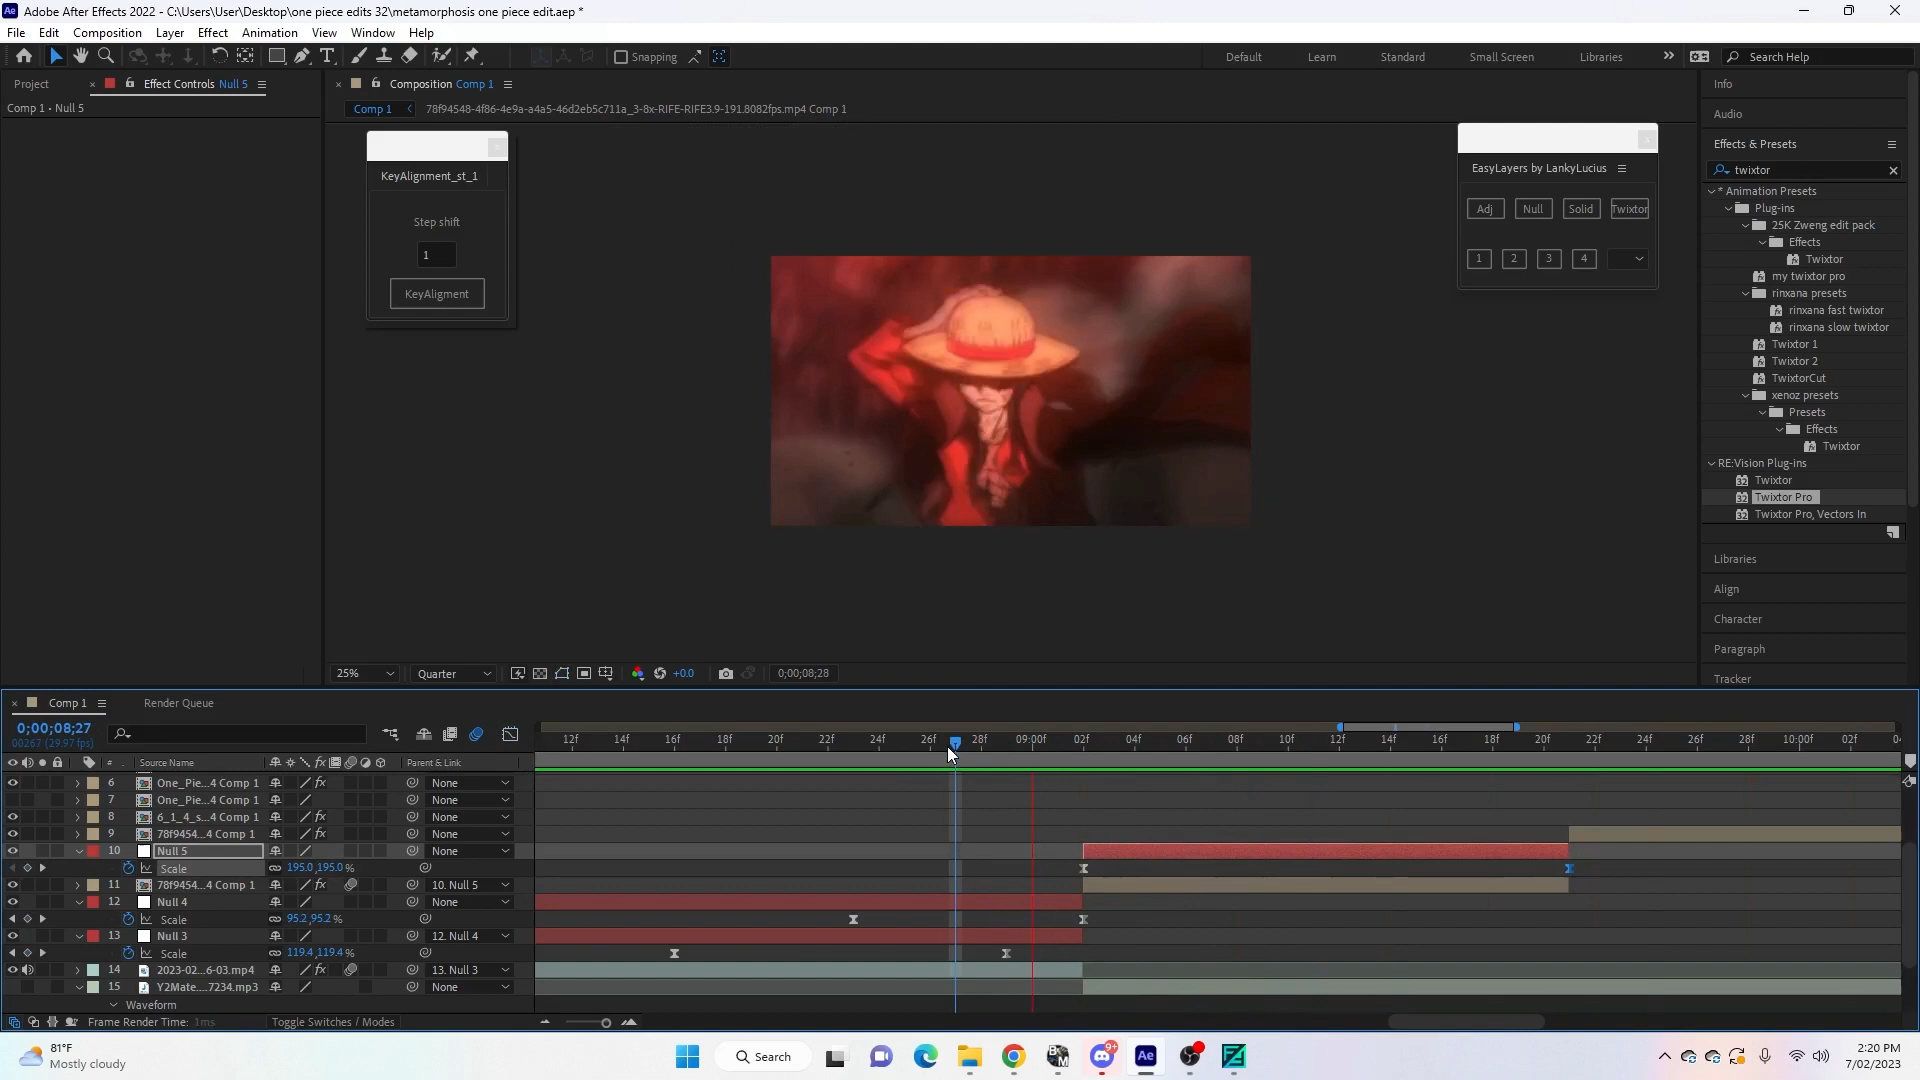 Adobe After Effects 2022 - C:\Users\User\Desktop\one piece edits 32\metamorphosis one piece edit.aep *
File Edit Composition Layer Effect Animation View Window Help
Snapping
Default Learn Standard Small Screen Libraries
Search Help
Project Effect Controls Null 5
Comp 1 • Null 5
Composition Comp 1
Comp 1 78f94548-4f86-4e9a-a4a5-46d2eb5c711a_3-8x-RIFE-RIFE3.9-191.8082fps.mp4 Comp 1
KeyAlignment_st_1
Step shift
1
KeyAligment
EasyLayers by LankyLucius
Adj Null Solid Twixtor
1 2 3 4
Info
Audio
Effects & Presets
twixtor
* Animation Presets
Plug-ins
25K Zweng edit pack
Effects
Twixtor
my twixtor pro
rinxana presets
rinxana fast twixtor
rinxana slow twixtor
Twixtor 1
Twixtor 2
TwixtorCut
xenoz presets
Presets
Effects
Twixtor
RE:Vision Plug-ins
Twixtor
Twixtor Pro
Twixtor Pro, Vectors In
Libraries
Align
Character
Paragraph
Tracker
25% Quarter +0.0 0;00;08;28
Comp 1 Render Queue
0;00;08;27
00267 (29.97 fps)
12f 14f 16f 18f 20f 22f 24f 26f 28f 09:00f 02f 04f 06f 08f 10f 12f 14f 16f 18f 20f 22f 24f 26f 28f 10:00f 02f
# Source Name Parent & Link
6 One_Pie...4 Comp 1 None
7 One_Pie...4 Comp 1 None
8 6_1_4_s...4 Comp 1 None
9 78f9454...4 Comp 1 None
10 Null 5 None
Scale 195.0,195.0 %
11 78f9454...4 Comp 1 10. Null 5
12 Null 4 None
Scale 95.2,95.2 %
13 Null 3 12. Null 4
Scale 119.4,119.4 %
14 2023-02...6-03.mp4 13. Null 3
15 Y2Mate....7234.mp3 None
Waveform
Frame Render Time: 1ms Toggle Switches / Modes
81°F
Mostly cloudy
Search
9+
2:20 PM
7/02/2023